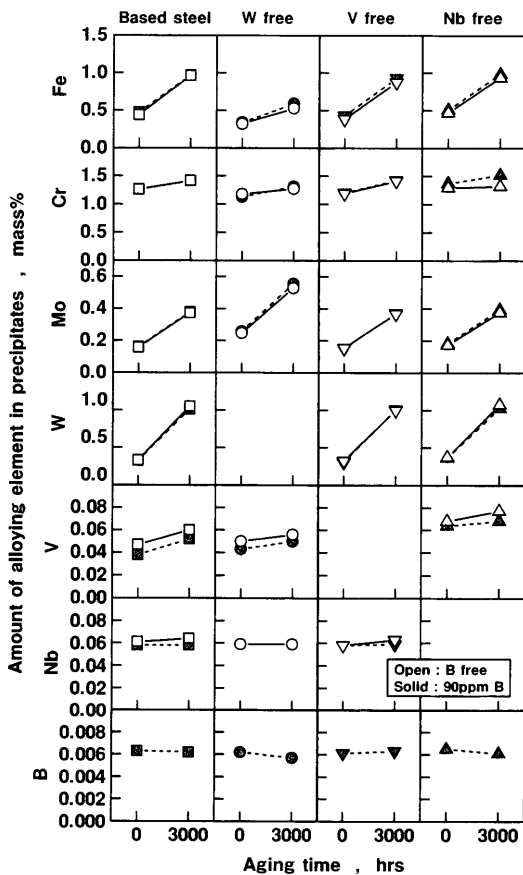 Based steel W free V free Nb free
Amount of alloying element in precipitates , mass%
Fe
1.5
1.0
0.5
0.0
Cr
1.5
1.0
0.5
0.0
Mo
0.6
0.4
0.2
0.0
W
1.0
0.5
0.0
V
0.08
0.06
0.04
0.02
0.00
Nb
0.08
0.06
0.04
0.02
0.00
Open : B free
Solid : 90ppm B
B
0.008
0.006
0.004
0.002
0.000
0 3000 0 3000 0 3000 0 3000
Aging time , hrs